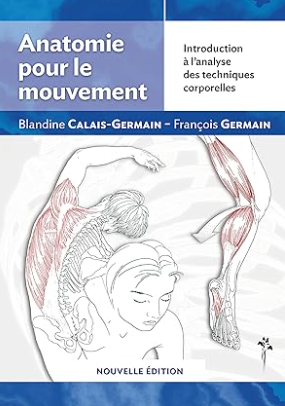 Anatomie
pour le
mouvement
Introduction
à l'analyse
des techniques
corporelles
Blandine CALAIS-GERMAIN – François GERMAIN
NOUVELLE ÉDITION